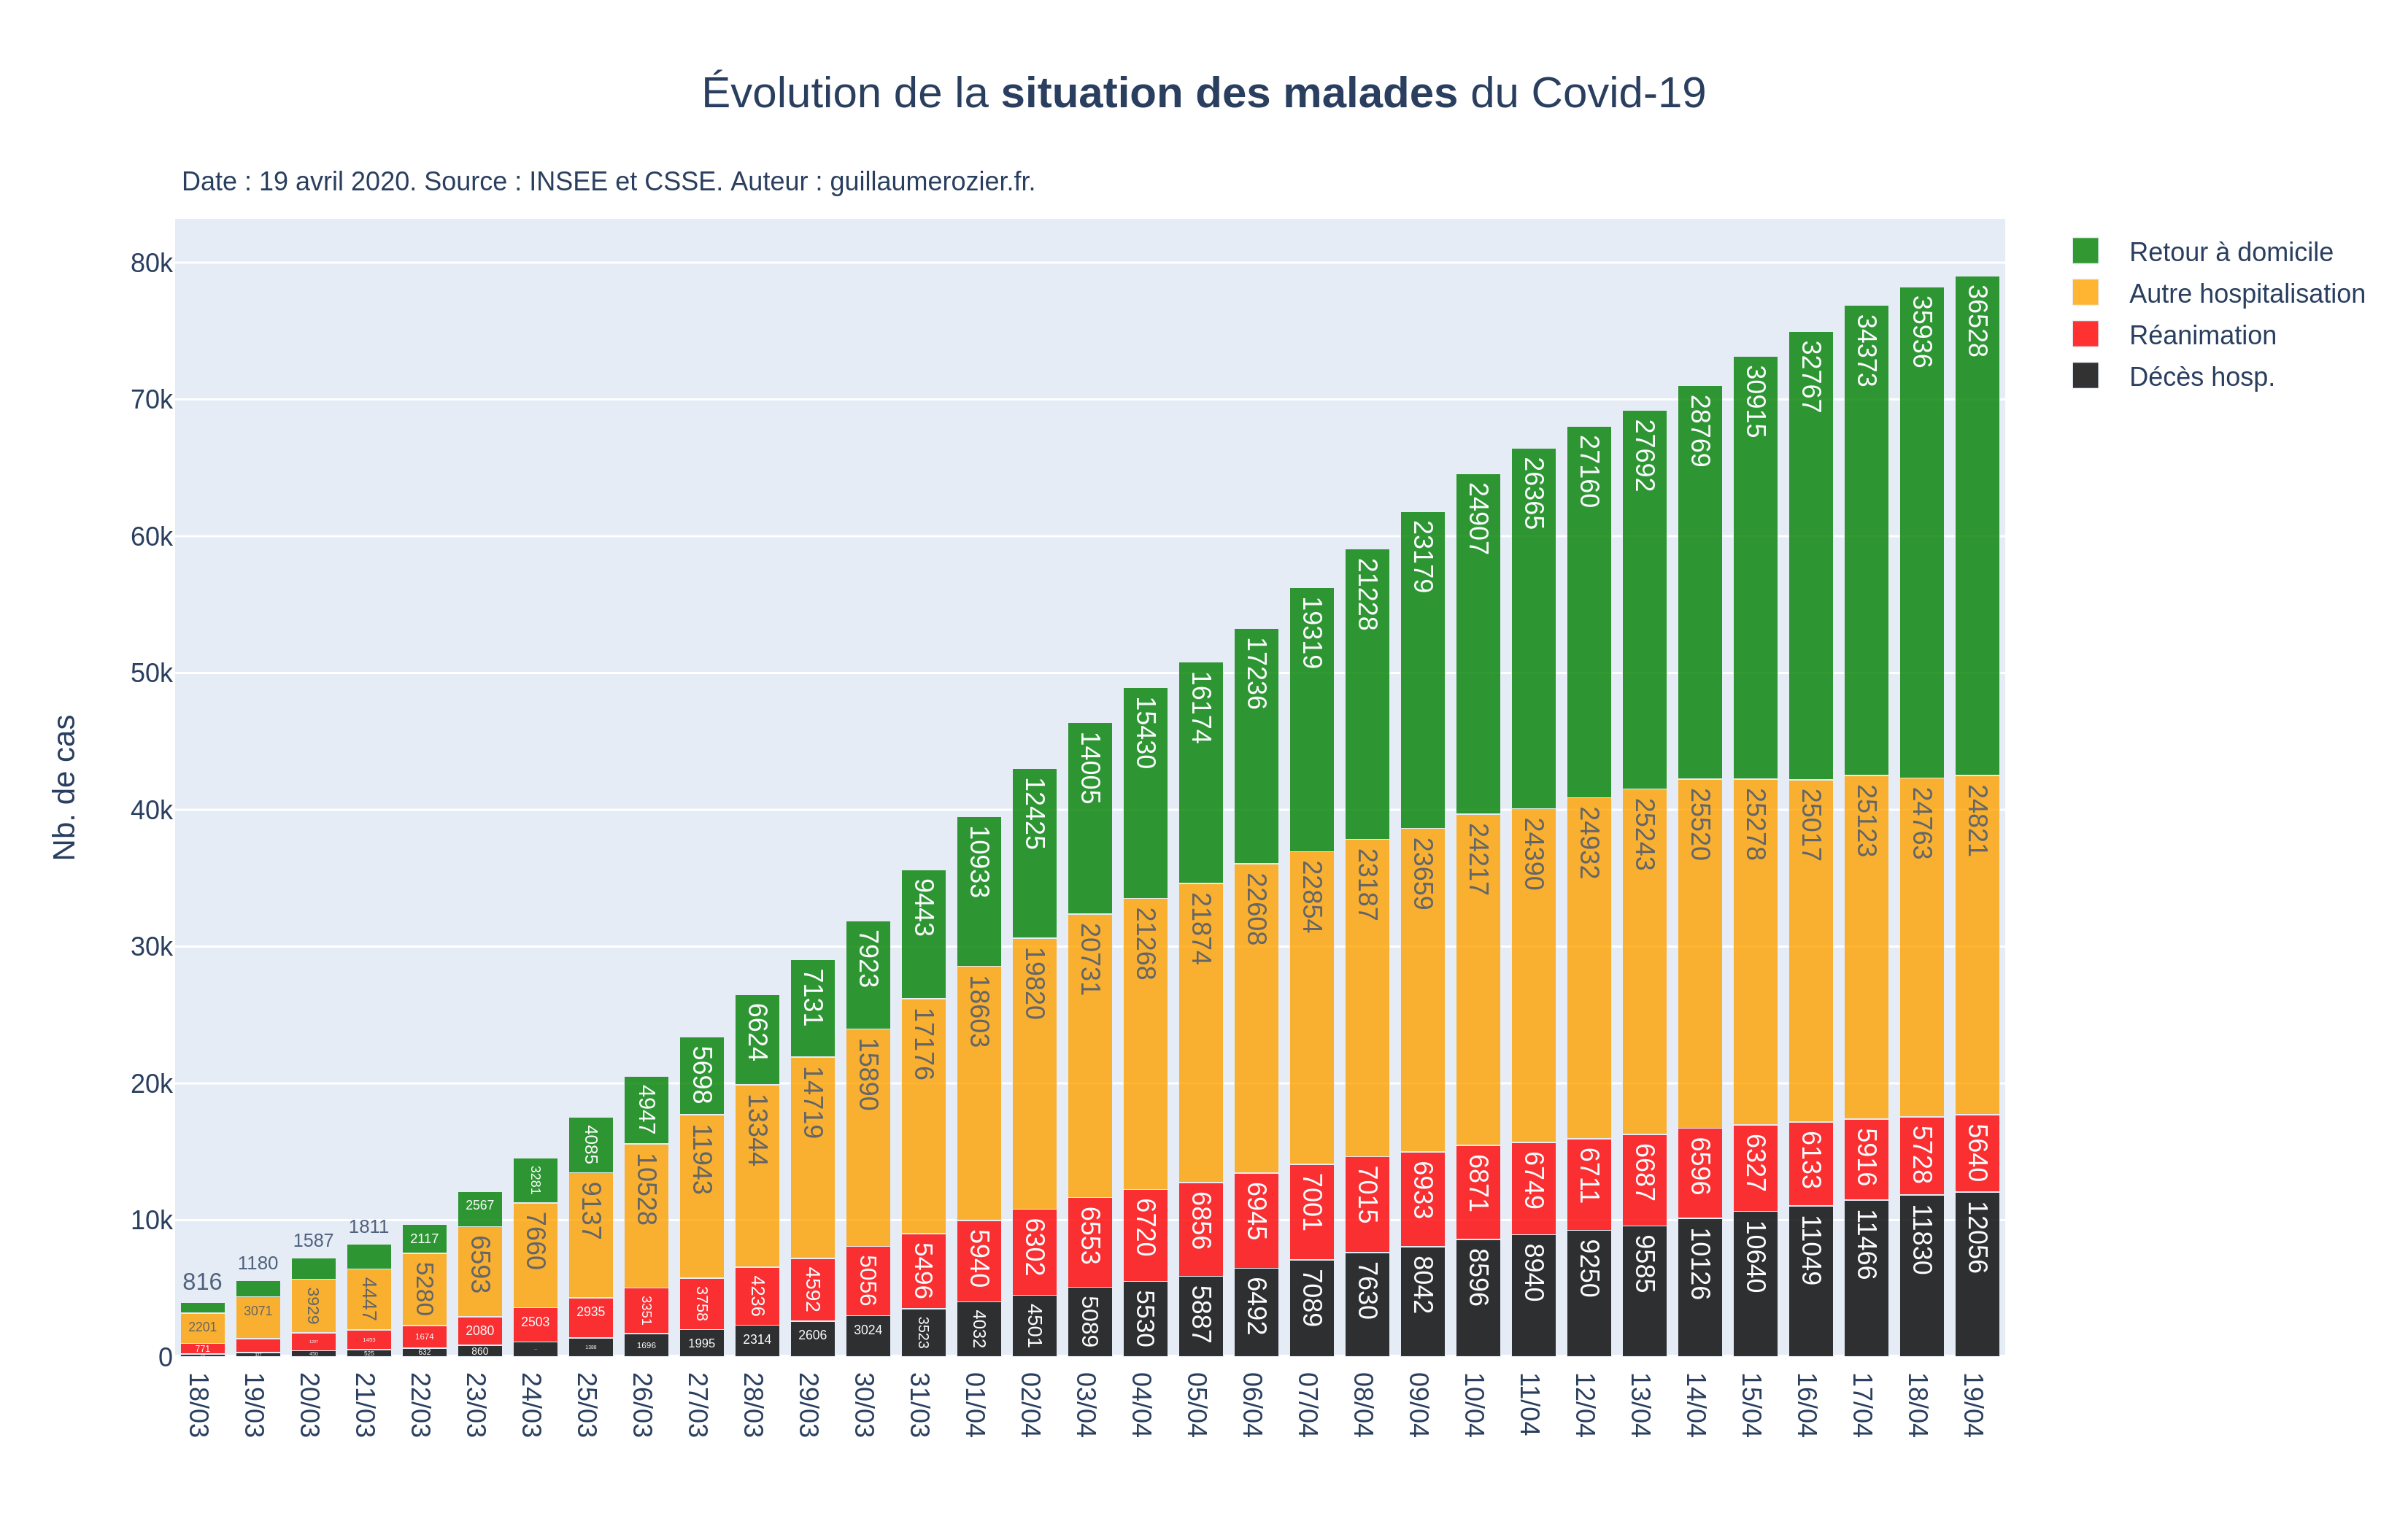 Évolution de la situation des malades du Covid-19
Date : 19 avril 2020. Source : INSEE et CSSE. Auteur : guillaumerozier.fr.
Retour à domicile
Autre hospitalisation
Réanimation
Décès hosp.
Nb. de cas
80k
70k
60k
50k
40k
30k
20k
10k
0
816 1180 1587 1811 2117 2567 3281 4085 4947 5698 6624 7131 7923 9443 10933 12425 14005 15430 16174 17236 19319 21228 23179 24907 26365 27160 27692 28769 30915 32767 34373 35936 36528
2201 3071 3929 4447 5280 6593 7660 9137 10528 11943 13344 14719 15890 17176 18603 19820 20731 21268 21874 22608 22854 23187 23659 24217 24390 24932 25243 25520 25278 25017 25123 24763 24821
771 1453 1674 2080 2503 2935 3351 3758 4236 4592 5056 5496 5940 6302 6553 6720 6856 6945 7001 7015 6933 6871 6749 6711 6687 6596 6327 6133 5916 5728 5640
450 525 632 860 1388 1696 1995 2314 2606 3024 3523 4032 4501 5089 5530 5887 6492 7089 7630 8042 8596 8940 9250 9585 10126 10640 11049 11466 11830 12056
18/03 19/03 20/03 21/03 22/03 23/03 24/03 25/03 26/03 27/03 28/03 29/03 30/03 31/03 01/04 02/04 03/04 04/04 05/04 06/04 07/04 08/04 09/04 10/04 11/04 12/04 13/04 14/04 15/04 16/04 17/04 18/04 19/04